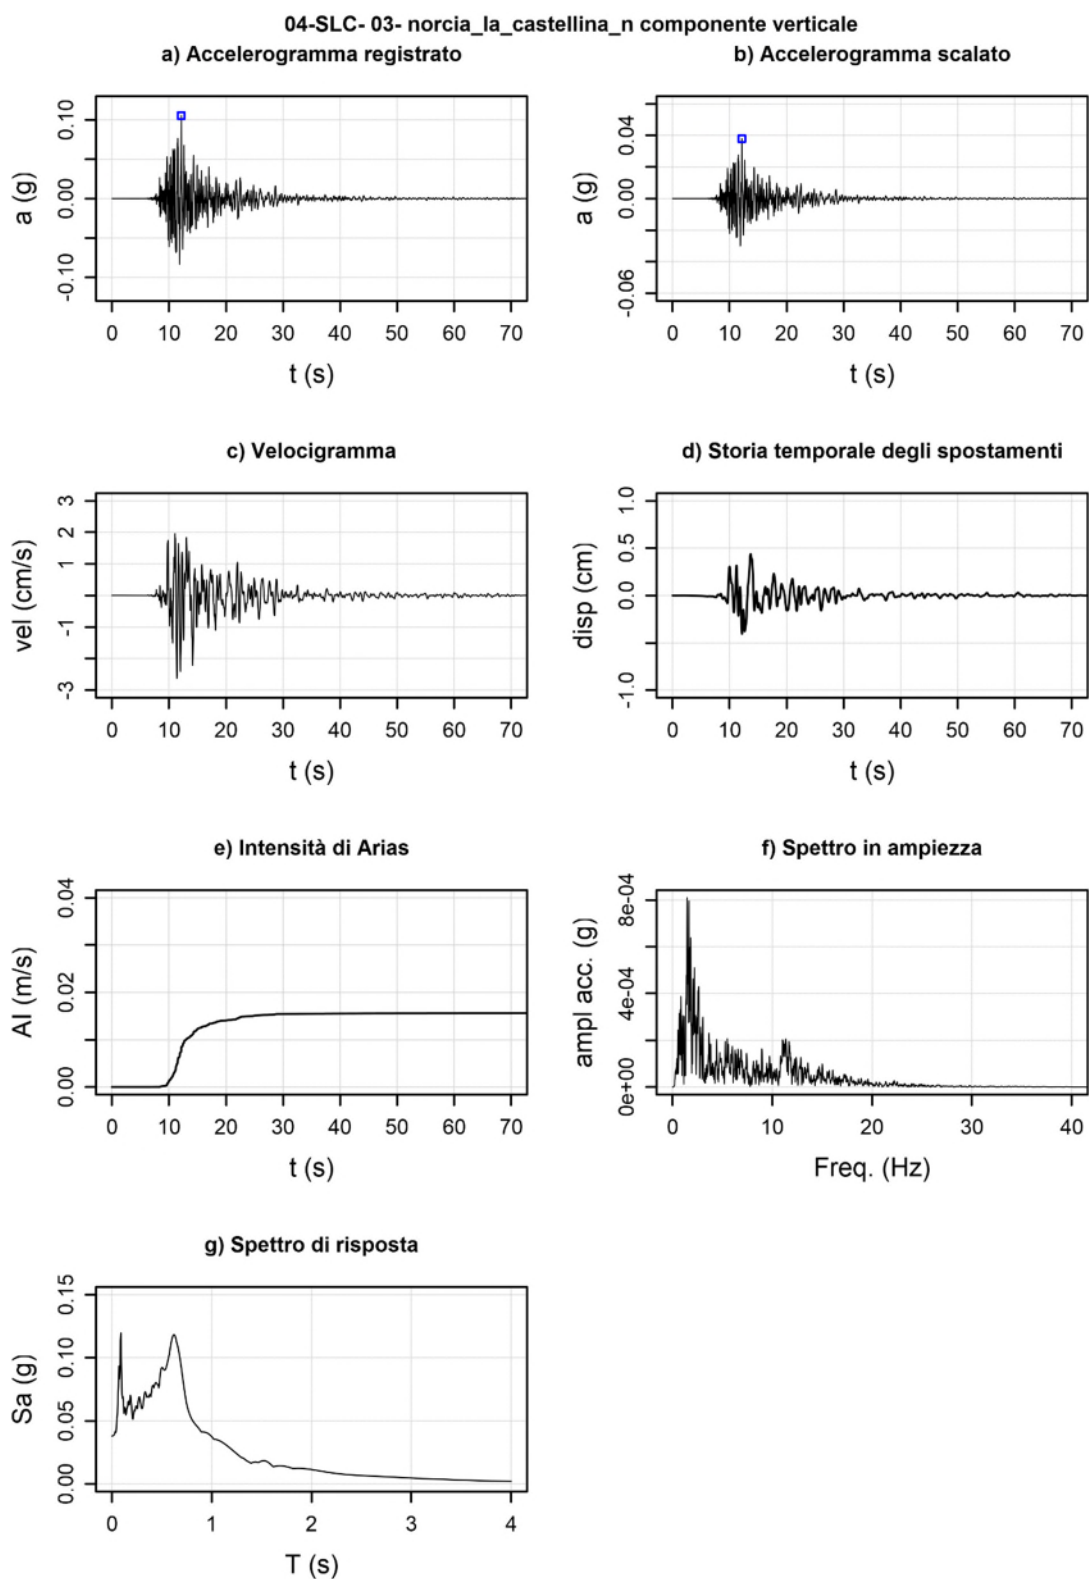 04-SLC- 03- norcia_la_castellina_n componente verticale
a) Accelerogramma registrato
a (g)
0.10
0.00
-0.10
0 10 20 30 40 50 60 70
t (s)
b) Accelerogramma scalato
a (g)
0.04
0.00
-0.06
0 10 20 30 40 50 60 70
t (s)
c) Velocigramma
vel (cm/s)
3
2
1
-1
-3
0 10 20 30 40 50 60 70
t (s)
d) Storia temporale degli spostamenti
disp (cm)
1.0
0.5
0.0
-1.0
0 10 20 30 40 50 60 70
t (s)
e) Intensità di Arias
AI (m/s)
0.04
0.02
0.00
0 10 20 30 40 50 60 70
t (s)
f) Spettro in ampiezza
ampl acc. (g)
8e-04
4e-04
0e+00
0 10 20 30 40
Freq. (Hz)
g) Spettro di risposta
Sa (g)
0.15
0.10
0.05
0.00
0 1 2 3 4
T (s)